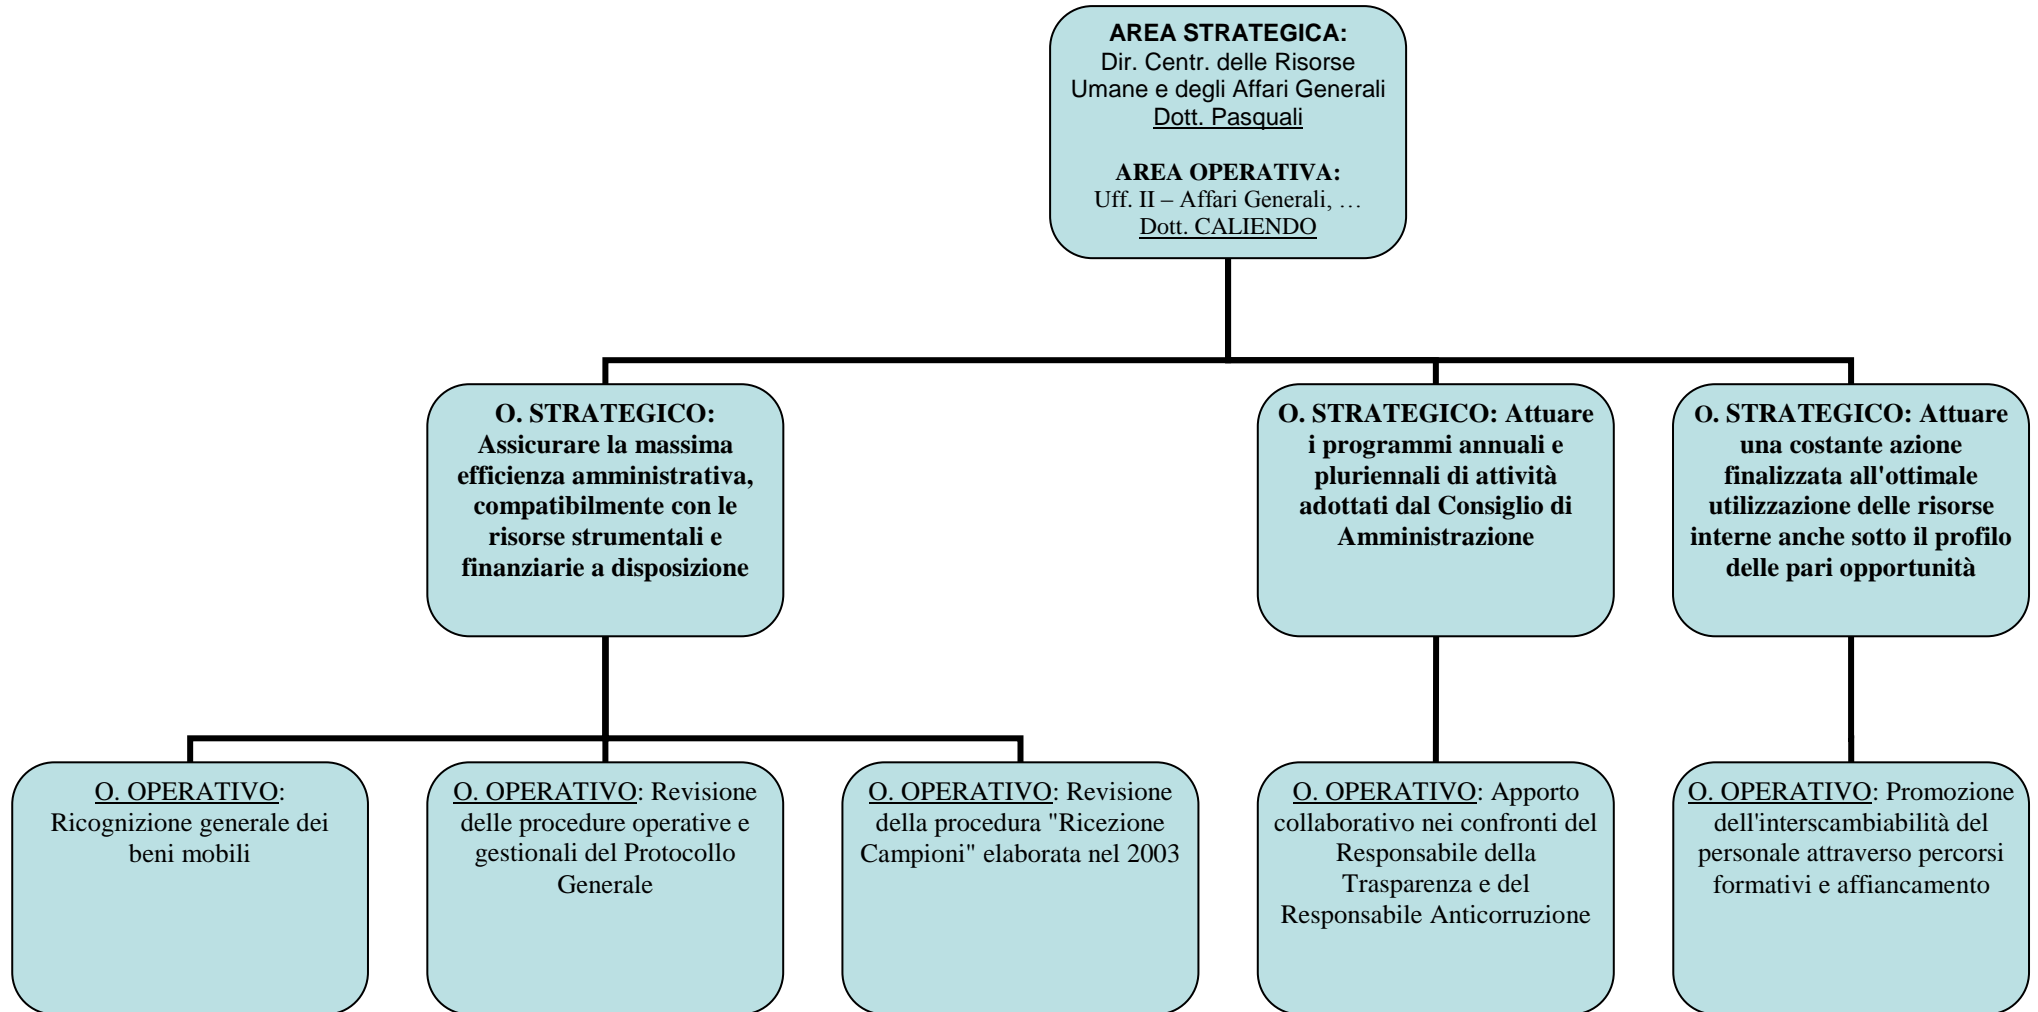 AREA STRATEGICA:
Dir. Centr. delle Risorse
Umane e degli Affari Generali
Dott. Pasquali
AREA OPERATIVA:
Uff. II – Affari Generali, …
Dott. CALIENDO
O. STRATEGICO:
Assicurare la massima
efficienza amministrativa,
compatibilmente con le
risorse strumentali e
finanziarie a disposizione
O. STRATEGICO: Attuare
i programmi annuali e
pluriennali di attività
adottati dal Consiglio di
Amministrazione
O. STRATEGICO: Attuare
una costante azione
finalizzata all'ottimale
utilizzazione delle risorse
interne anche sotto il profilo
delle pari opportunità
O. OPERATIVO:
Ricognizione generale dei
beni mobili
O. OPERATIVO: Revisione
delle procedure operative e
gestionali del Protocollo
Generale
O. OPERATIVO: Revisione
della procedura "Ricezione
Campioni" elaborata nel 2003
O. OPERATIVO: Apporto
collaborativo nei confronti del
Responsabile della
Trasparenza e del
Responsabile Anticorruzione
O. OPERATIVO: Promozione
dell'interscambiabilità del
personale attraverso percorsi
formativi e affiancamento